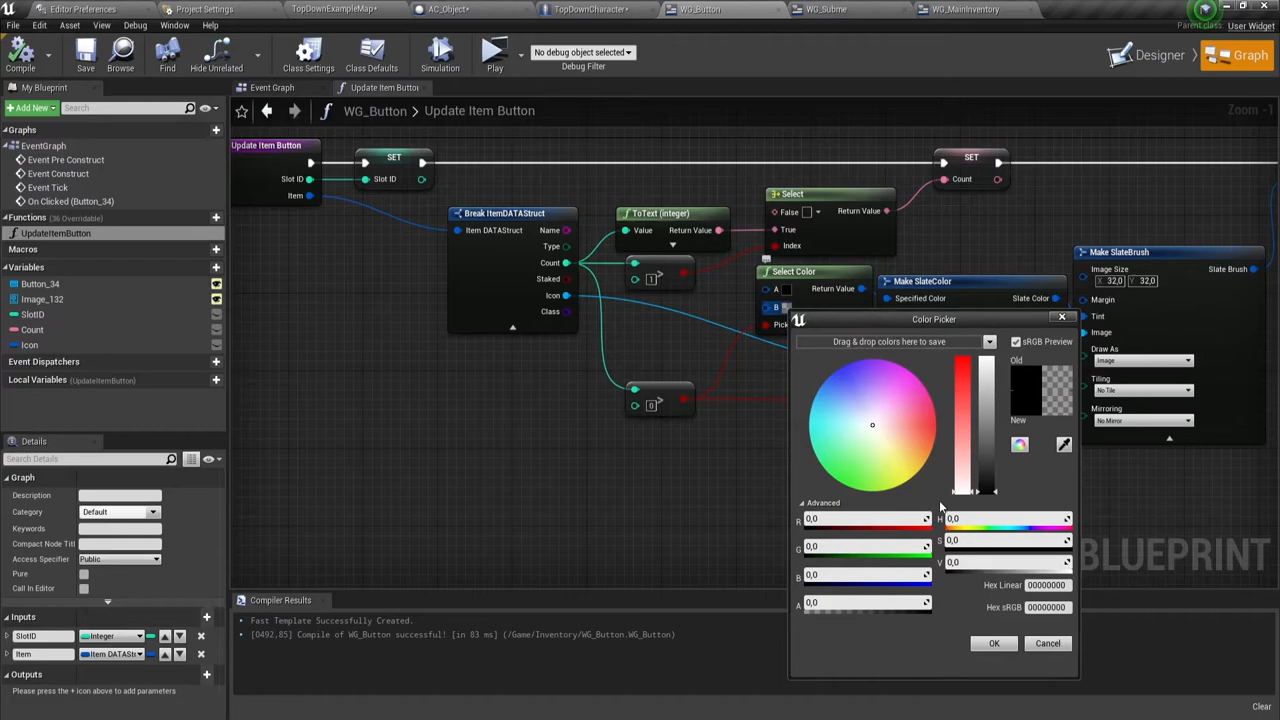 Editor Preferences
Project Settings
TopDownExampleMap*
AC_Object*
TopDownCharacter*
WG_Button
WG_Subme
WG_MainInventory
File Edit Asset View Debug Window Help
Parent class: User Widget
Compile
Save
Browse
Find
Hide Unrelated
Class Settings
Class Defaults
Simulation
Play
No debug object selected
Debug Filter
Designer
Graph
My Blueprint
Event Graph
Update Item Button
+Add New
Search
WG_Button > Update Item Button
Zoom -1
Graphs
EventGraph
Event Pre Construct
Event Construct
Event Tick
On Clicked (Button_34)
Functions (36 Overridable)
UpdateItemButton
Macros
Variables
Button_34
Image_132
SlotID
Count
Icon
Event Dispatchers
Local Variables (UpdateItemButton)
Update Item Button
Slot ID
Item
SET
Slot ID
Break ItemDATAStruct
Item DATAStruct
Name
Type
Count
Staked
Icon
Class
ToText (integer)
Value
Return Value
1 >
0 >
Select
False
Return Value
True
Index
SET
Count
Select Color
A
Return Value
B
Make SlateColor
Specified Color
Slate Color
Make SlateBrush
Image Size
Slate Brush
X 32,0 Y 32,0
Margin
Tint
Image
Draw As
Image
Tiling
No Tile
Mirroring
No Mirror
Color Picker
Drag & drop colors here to save
sRGB Preview
Old
New
Advanced
R 0,0
G 0,0
B 0,0
A 0,0
H 0,0
S 0,0
V 0,0
Hex Linear 00000000
Hex sRGB 00000000
OK
Cancel
BLUEPRINT
Details
Search Details
Graph
Description
Category
Default
Keywords
Compact Node Titl
Access Specifier
Public
Pure
Call In Editor
Inputs
SlotID
Integer
Item
Item DATAStr
Outputs
Please press the + icon above to add parameters
Compiler Results
Fast Template Successfully Created.
[0492,85] Compile of WG_Button successful! [in 83 ms] (/Game/Inventory/WG_Button.WG_Button)
Clear